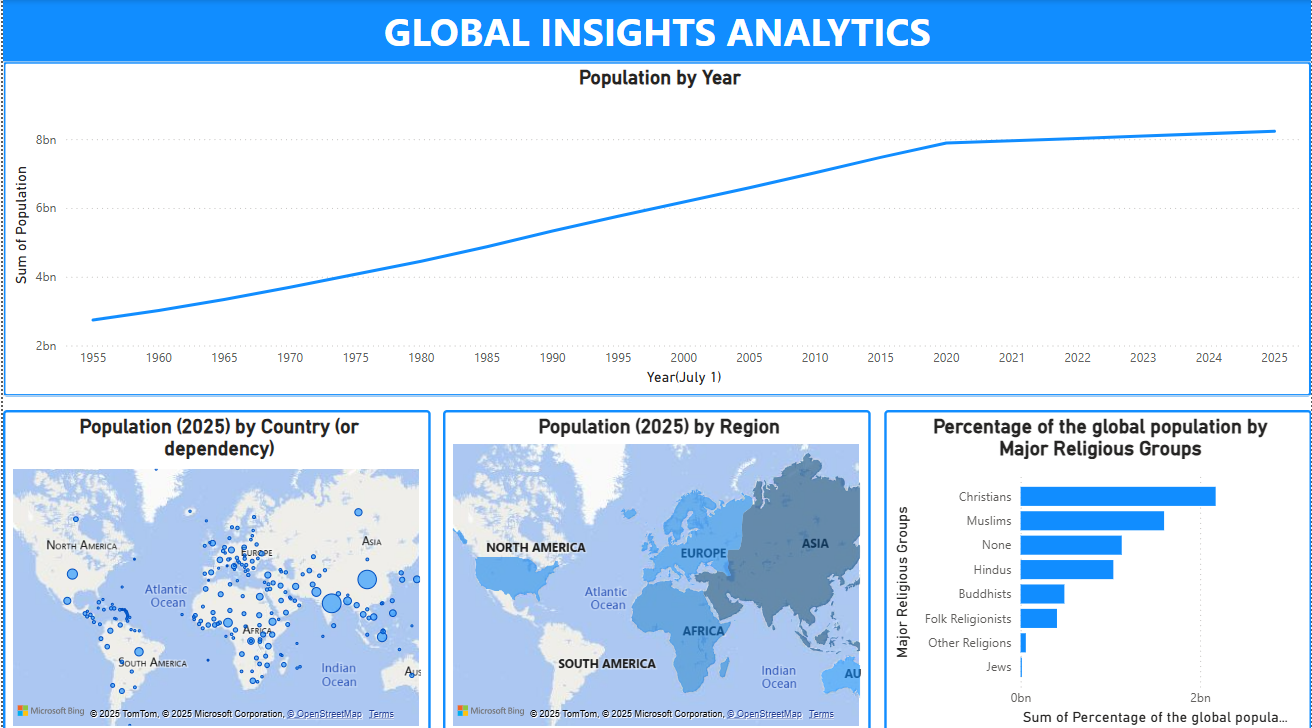 GLOBAL INSIGHTS ANALYTICS
Population by Year
8bn
6bn
4bn
2bn
Sum of Population
1955 1960 1965 1970 1975 1980 1985 1990 1995 2000 2005 2010 2015 2020 2021 2022 2023 2024 2025
Year(July 1)
Population (2025) by Country (or
dependency)
NORTH AMERICA
EUROPE
ASIA
Atlantic
Ocean
AFRICA
SOUTH AMERICA
Indian
Ocean
AUS
Microsoft Bing © 2025 TomTom, © 2025 Microsoft Corporation, © OpenStreetMap Terms
Population (2025) by Region
NORTH AMERICA
EUROPE
ASIA
Atlantic
Ocean
AFRICA
SOUTH AMERICA
Indian
Ocean
AU
Microsoft Bing © 2025 TomTom, © 2025 Microsoft Corporation, © OpenStreetMap Terms
Percentage of the global population by
Major Religious Groups
Major Religious Groups
Christians
Muslims
None
Hindus
Buddhists
Folk Religionists
Other Religions
Jews
0bn 2bn
Sum of Percentage of the global popula...